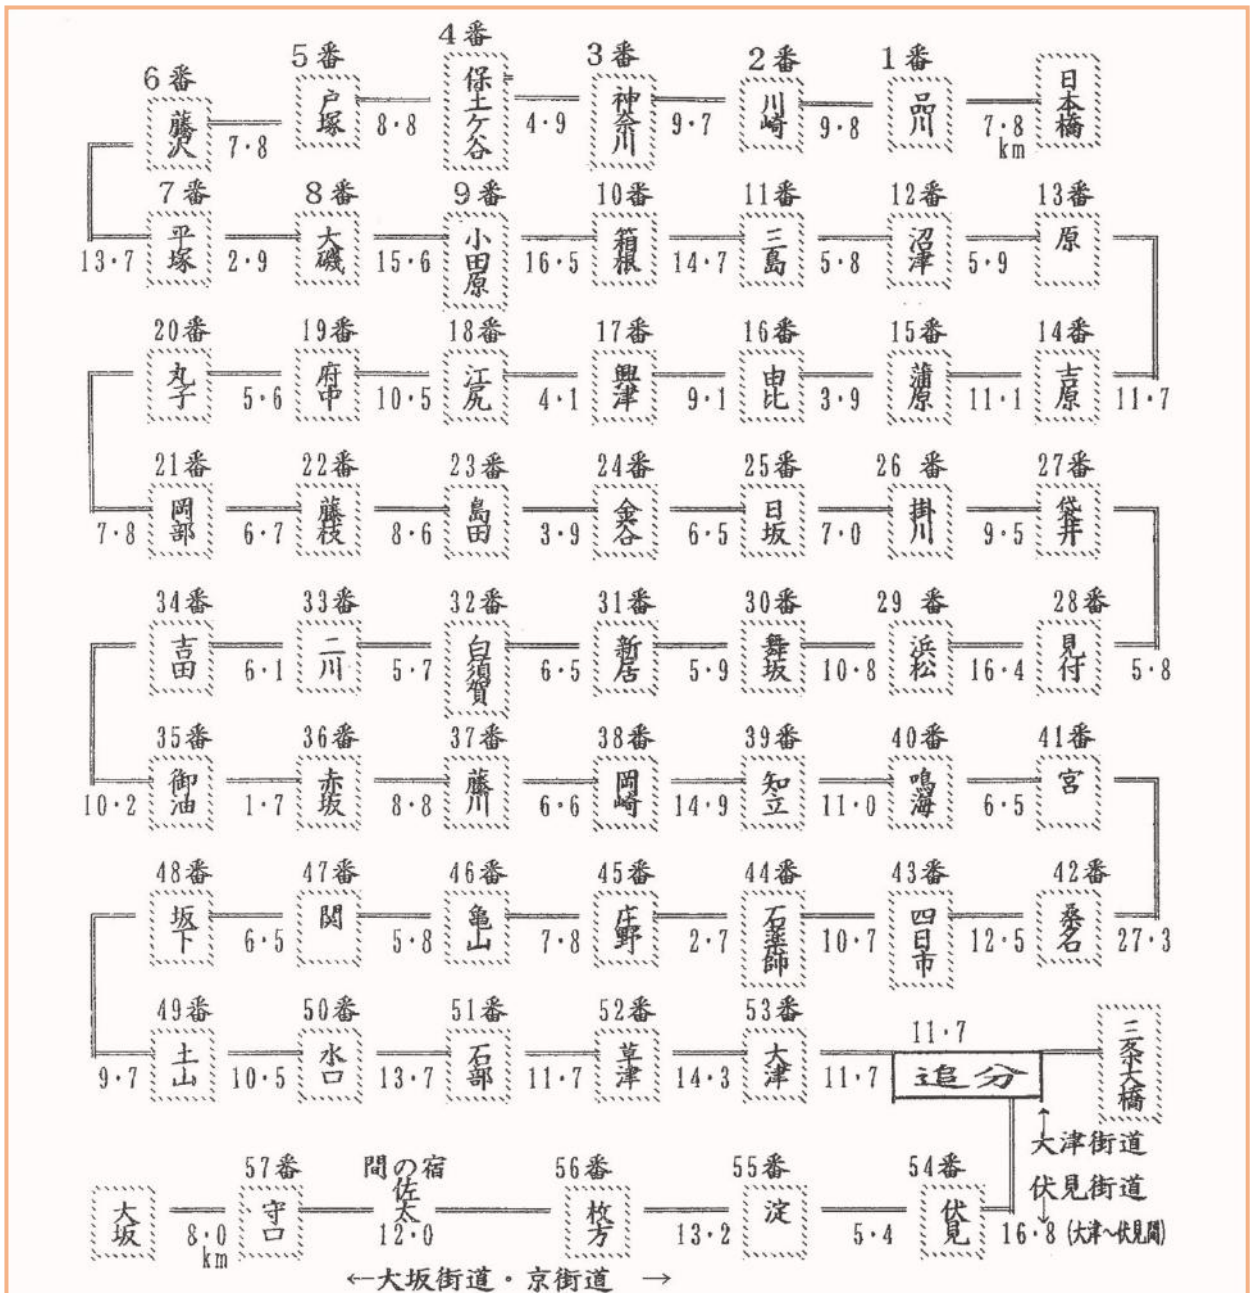 6番 5番 4番 3番 2番 1番
藤沢 戸塚 保土ケ谷 神奈川 川崎 品川 日本橋
7・8 8・8 4・9 9・7 9・8 7・8 km
7番 8番 9番 10番 11番 12番 13番
平塚 大磯 小田原 箱根 三島 沼津 原
13・7 2・9 15・6 16・5 14・7 5・8 5・9
20番 19番 18番 17番 16番 15番 14番
丸子 府中 江尻 興津 由比 蒲原 吉原
5・6 10・5 4・1 9・1 3・9 11・1 11・7
21番 22番 23番 24番 25番 26番 27番
岡部 藤枝 島田 金谷 日坂 掛川 袋井
7・8 6・7 8・6 3・9 6・5 7・0 9・5
34番 33番 32番 31番 30番 29番 28番
吉田 二川 白須賀 新居 舞坂 浜松 見付
6・1 5・7 6・5 5・9 10・8 16・4 5・8
35番 36番 37番 38番 39番 40番 41番
御油 赤坂 藤川 岡崎 知立 鳴海 宮
10・2 1・7 8・8 6・6 14・9 11・0 6・5
48番 47番 46番 45番 44番 43番 42番
坂下 関 亀山 庄野 石薬師 四日市 桑名
6・5 5・8 7・8 2・7 10・7 12・5 27・3
49番 50番 51番 52番 53番 11・7
土山 水口 石部 草津 大津 追分 三条大橋
9・7 10・5 13・7 11・7 14・3 11・7
↑大津街道
57番 間の宿 56番 55番 54番 伏見街道↓
大坂 守口 佐太 枚方 淀 伏見
8・0 km 12・0 13・2 5・4 16・8 (大津〜伏見間)
←大坂街道・京街道 →